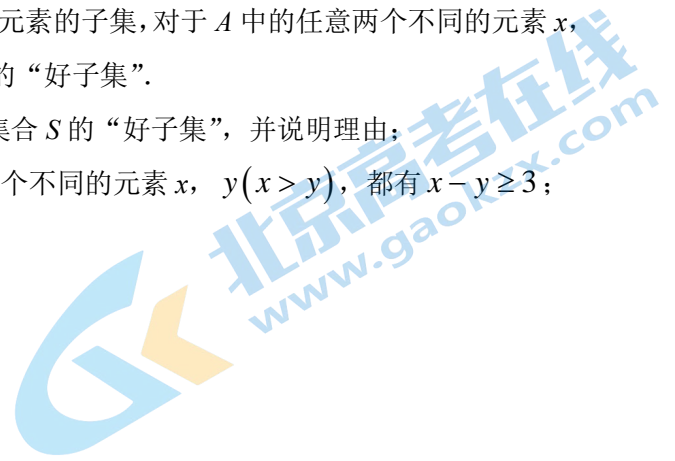 元素的子集，对于 A 中的任意两个不同的元素 x，
的“好子集”．
集合 S 的“好子集”，并说明理由；
个不同的元素 x， y(x > y)，都有 x − y ≥ 3；
北京高考在线
www.gaokzx.com